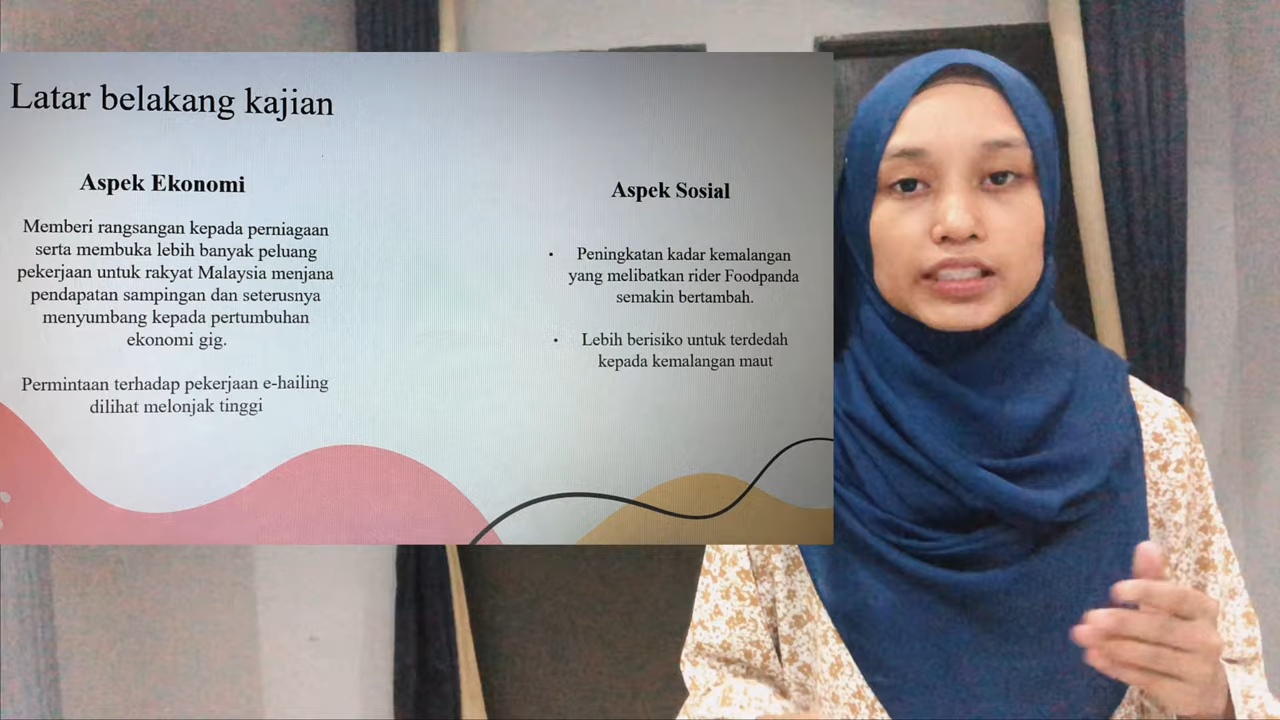 Latar belakang kajian
Aspek Ekonomi
Memberi rangsangan kepada perniagaan
serta membuka lebih banyak peluang
pekerjaan untuk rakyat Malaysia menjana
pendapatan sampingan dan seterusnya
menyumbang kepada pertumbuhan
ekonomi gig.
Permintaan terhadap pekerjaan e-hailing
dilihat melonjak tinggi
Aspek Sosial
• Peningkatan kadar kemalangan
yang melibatkan rider Foodpanda
semakin bertambah.
• Lebih berisiko untuk terdedah
kepada kemalangan maut